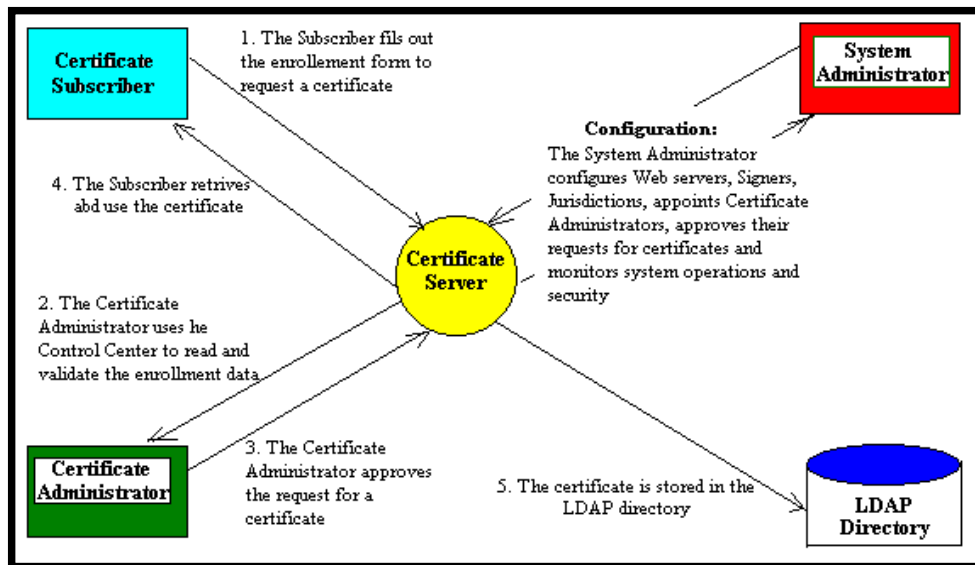 Certificate
Subscriber
1. The Subscriber fils out
the enrollement form to
request a certificate
System
Administrator
Configuration:
The System Administrator
configures Web servers, Signers,
Jurisdictions, appoints Certificate
Administrators, approves their
requests for certificates and
monitors system operations and
security
4. The Subscriber retrives
abd use the certificate
Certificate
Server
2. The Certificate
Administrator uses he
Control Center to read and
validate the enrollment data
Certificate
Administrator
3. The Certificate
Administrator approves
the request for a
certificate
5. The certificate is stored in the
LDAP directory
LDAP
Directory